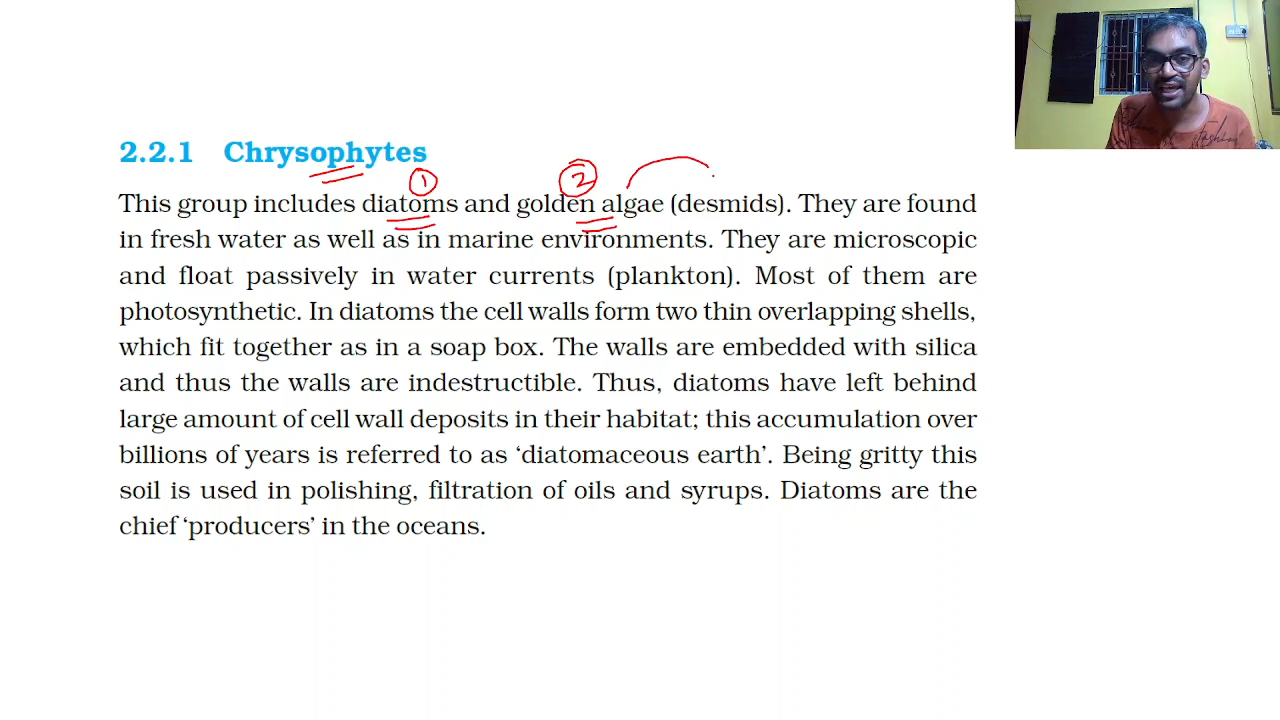 2.2.1 Chrysophytes
1 2
This group includes diatoms and golden algae (desmids). They are found
in fresh water as well as in marine environments. They are microscopic
and float passively in water currents (plankton). Most of them are
photosynthetic. In diatoms the cell walls form two thin overlapping shells,
which fit together as in a soap box. The walls are embedded with silica
and thus the walls are indestructible. Thus, diatoms have left behind
large amount of cell wall deposits in their habitat; this accumulation over
billions of years is referred to as ‘diatomaceous earth’. Being gritty this
soil is used in polishing, filtration of oils and syrups. Diatoms are the
chief ‘producers’ in the oceans.